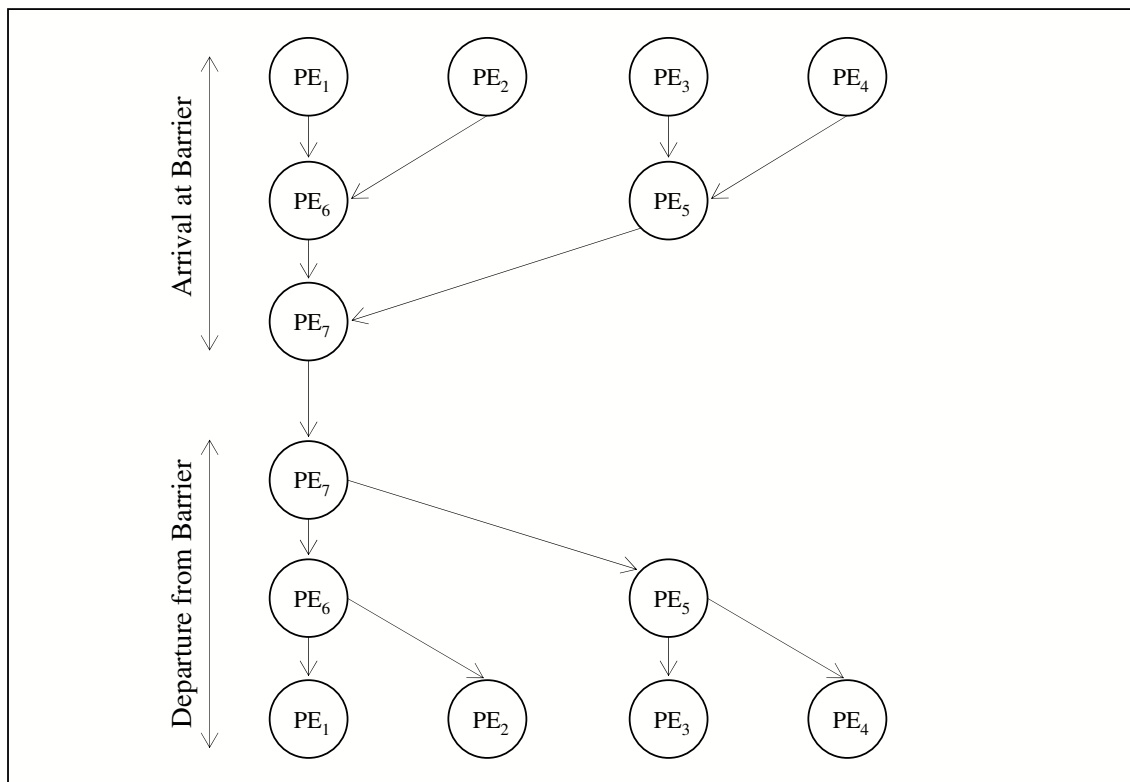 PE1 PE2 PE3 PE4
Arrival at Barrier
PE6 PE5
PE7
PE7
Departure from Barrier
PE6 PE5
PE1 PE2 PE3 PE4